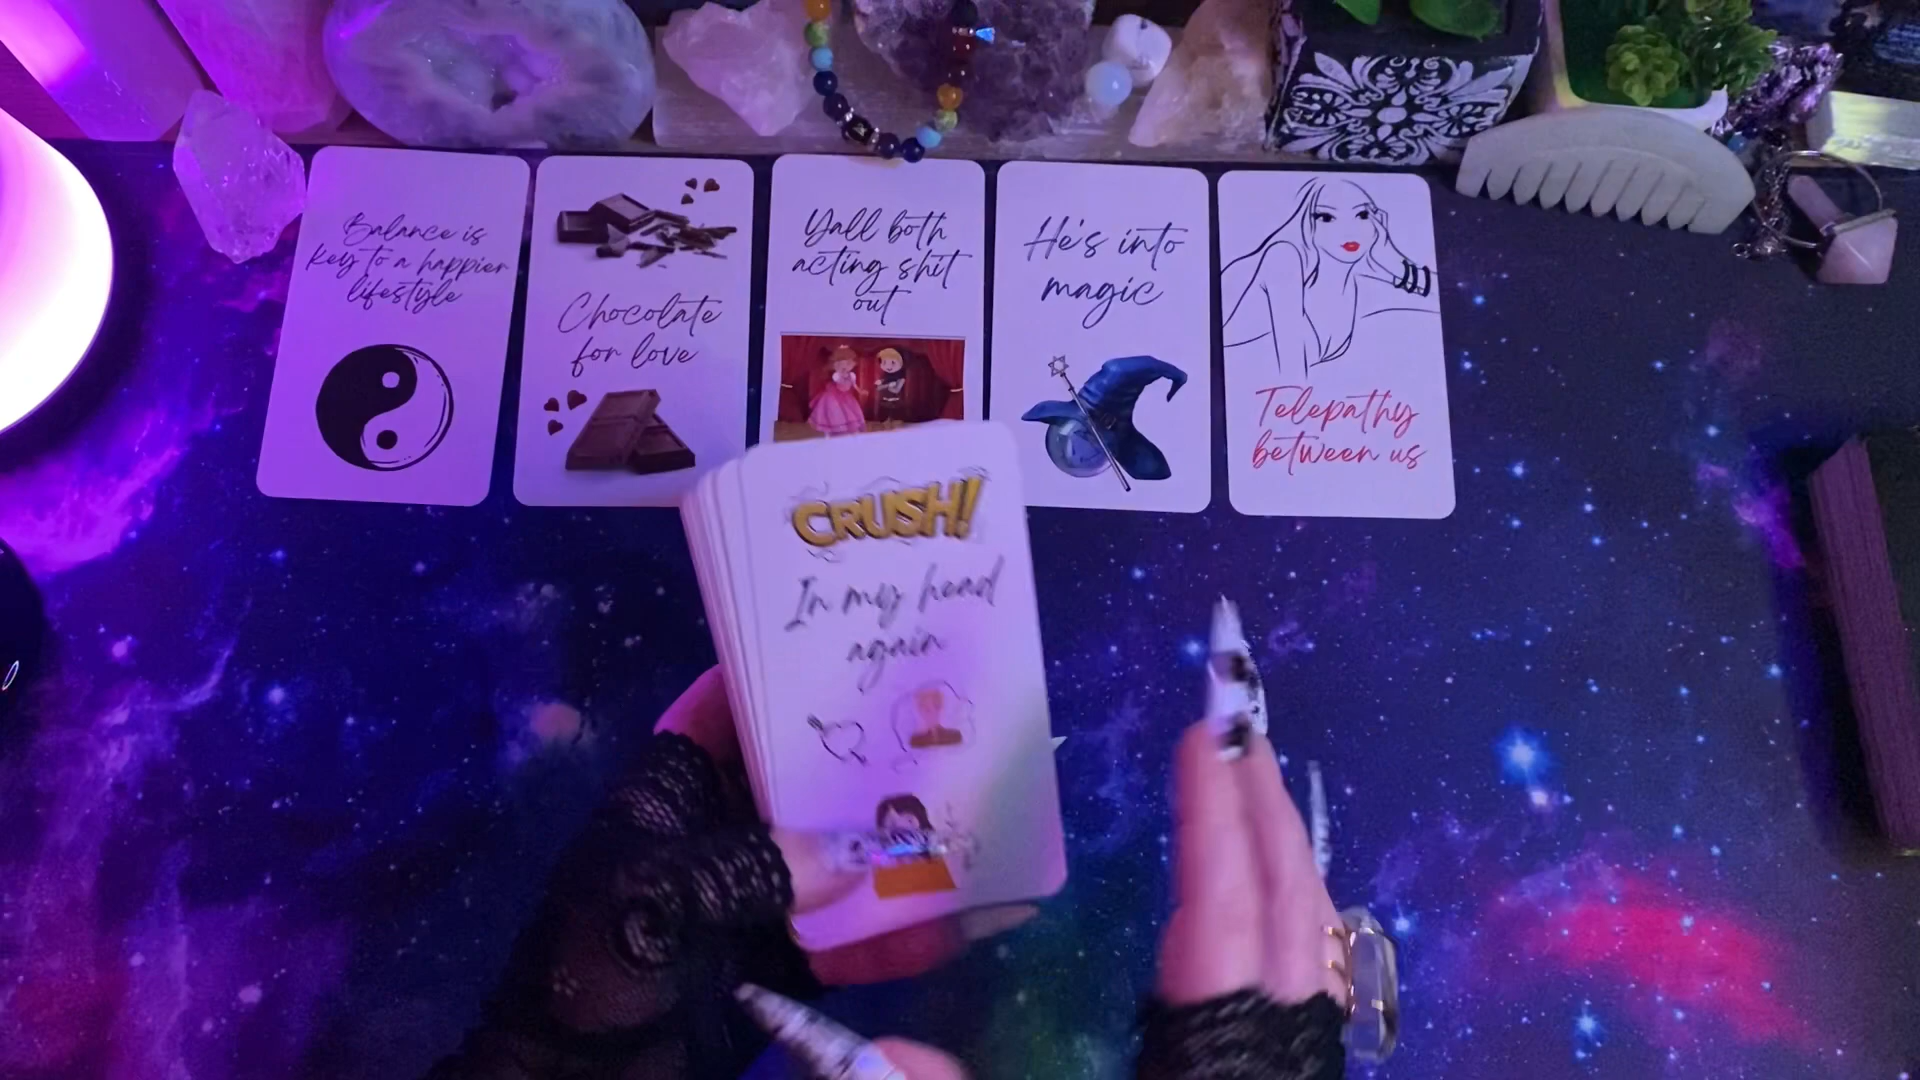 Balance is
key to a happier
lifestyle
Chocolate
for love
Yall both
acting shit
out
He's into
magic
Telepathy
between us
CRUSH!
In my head
again